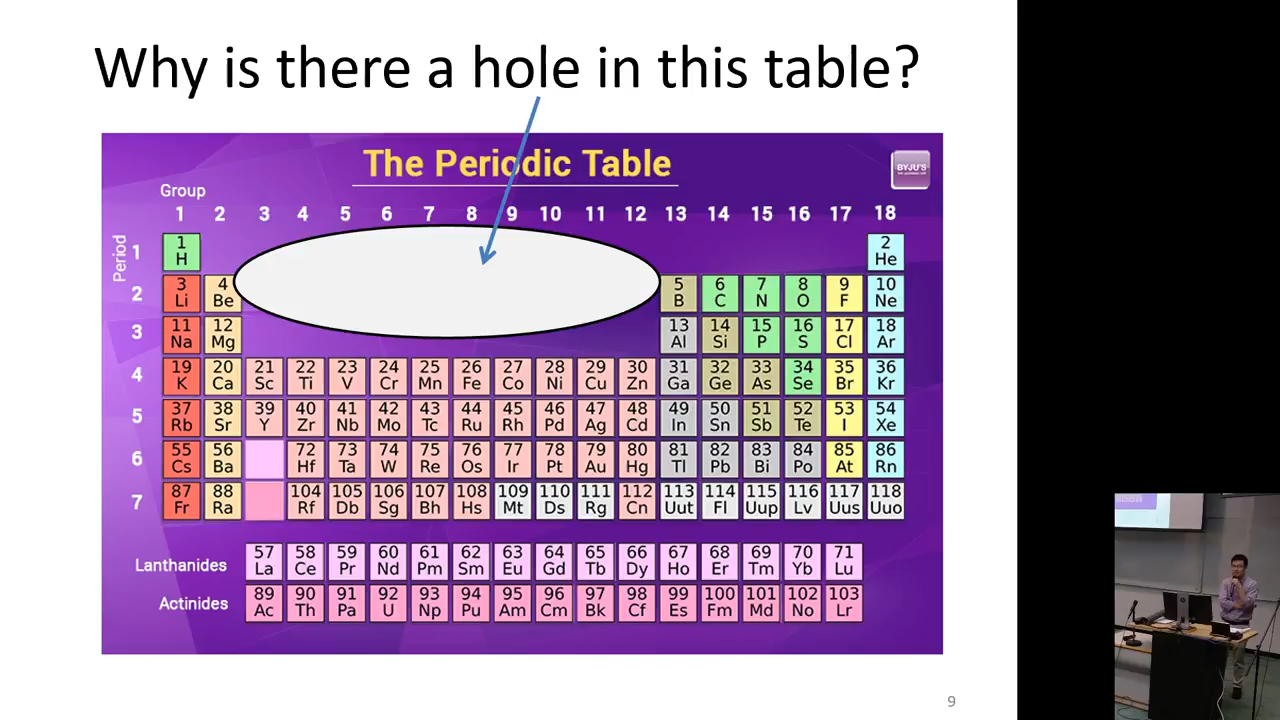 Why is there a hole in this table?
The Periodic Table
BYJU'S
Group
1 2 3 4 5 6 7 8 9 10 11 12 13 14 15 16 17 18
Period
1
1 2
H He
2
3 4 5 6 7 8 9 10
Li Be B C N O F Ne
3
11 12 13 14 15 16 17 18
Na Mg Al Si P S Cl Ar
4
19 20 21 22 23 24 25 26 27 28 29 30 31 32 33 34 35 36
K Ca Sc Ti V Cr Mn Fe Co Ni Cu Zn Ga Ge As Se Br Kr
5
37 38 39 40 41 42 43 44 45 46 47 48 49 50 51 52 53 54
Rb Sr Y Zr Nb Mo Tc Ru Rh Pd Ag Cd In Sn Sb Te I Xe
6
55 56 72 73 74 75 76 77 78 79 80 81 82 83 84 85 86
Cs Ba Hf Ta W Re Os Ir Pt Au Hg Tl Pb Bi Po At Rn
7
87 88 104 105 106 107 108 109 110 111 112 113 114 115 116 117 118
Fr Ra Rf Db Sg Bh Hs Mt Ds Rg Cn Uut Fl Uup Lv Uus Uuo
Lanthanides
57 58 59 60 61 62 63 64 65 66 67 68 69 70 71
La Ce Pr Nd Pm Sm Eu Gd Tb Dy Ho Er Tm Yb Lu
Actinides
89 90 91 92 93 94 95 96 97 98 99 100 101 102 103
Ac Th Pa U Np Pu Am Cm Bk Cf Es Fm Md No Lr
9